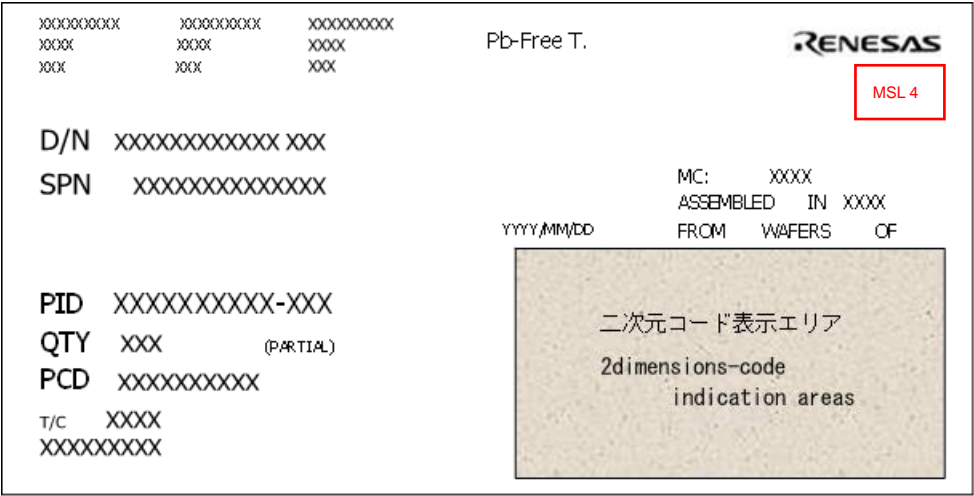 XXXXXXXXX XXXXXXXXX XXXXXXXXX
XXXX XXXX XXXX
XXX XXX XXX
Pb-Free T.
RENESAS
MSL 4
D/N XXXXXXXXXXXX XXX
SPN XXXXXXXXXXXXXX
MC: XXXX
ASSEMBLED IN XXXX
YYYY/MM/DD FROM WAFERS OF
PID XXXXXXXXXX-XXX
QTY XXX (PARTIAL)
PCD XXXXXXXXXX
T/C XXXX
XXXXXXXXX
二次元コード表示エリア
2dimensions-code
indication areas